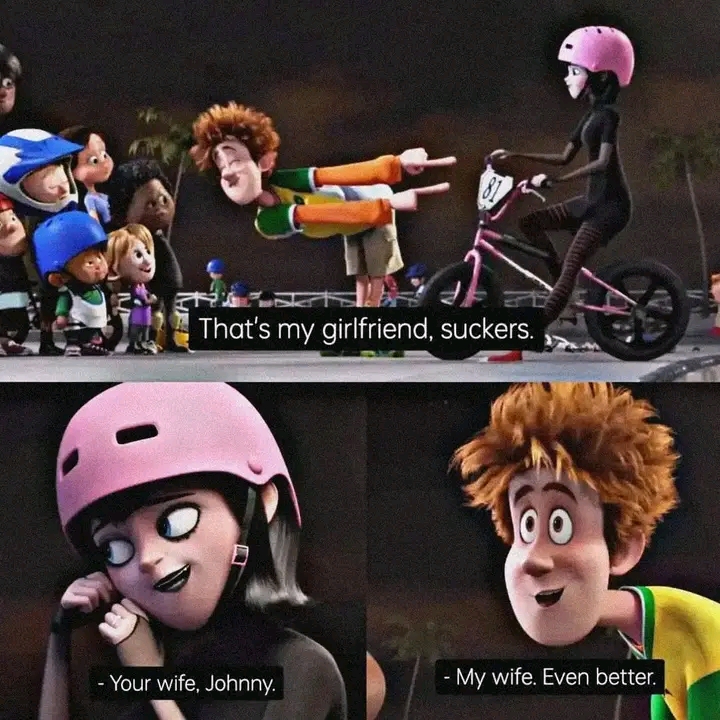 81
That's my girlfriend, suckers.
- Your wife, Johnny.
- My wife. Even better.